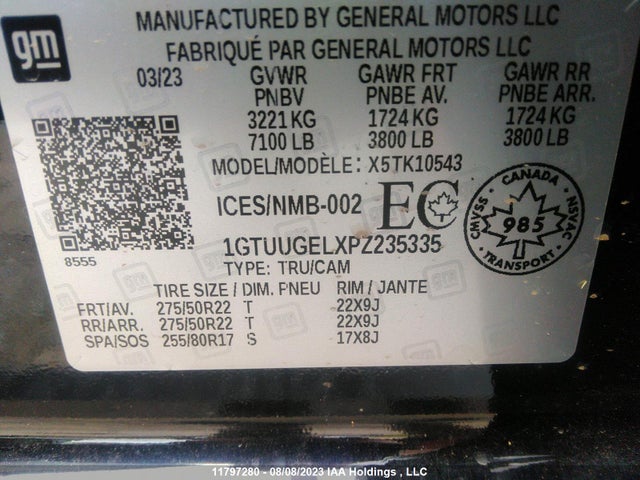 gm
MANUFACTURED BY GENERAL MOTORS LLC
FABRIQUÉ PAR GENERAL MOTORS LLC
03/23 GVWR GAWR FRT GAWR RR
PNBV PNBE AV. PNBE ARR.
3221 KG 1724 KG 1724 KG
7100 LB 3800 LB 3800 LB
MODEL/MODÈLE: X5TK10543
ICES/NMB-002 EC
CANADA
CMVSS 985 NSVAC
TRANSPORT
8555
1GTUUGELXPZ235335
TYPE: TRU/CAM
TIRE SIZE / DIM. PNEU RIM / JANTE
FRT/AV. 275/50R22 T 22X9J
RR/ARR. 275/50R22 T 22X9J
SPA/SOS 255/80R17 S 17X8J
11797280 - 08/08/2023 IAA Holdings , LLC